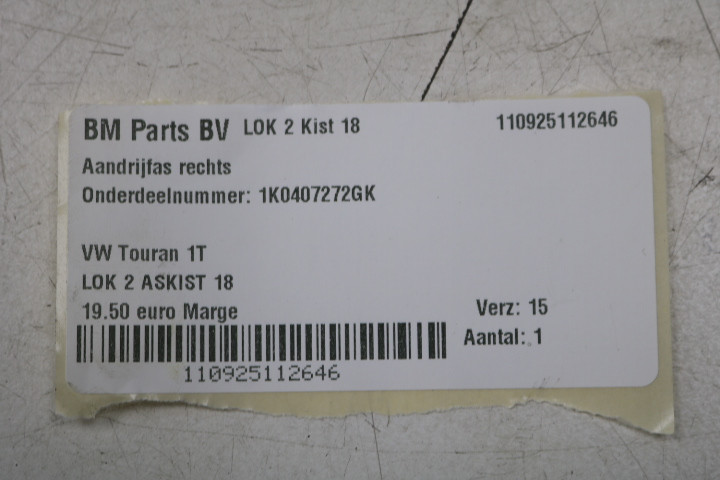 BM Parts BV LOK 2 Kist 18 110925112646
Aandrijfas rechts
Onderdeelnummer: 1K0407272GK
VW Touran 1T
LOK 2 ASKIST 18
19.50 euro Marge Verz: 15
Aantal: 1
110925112646